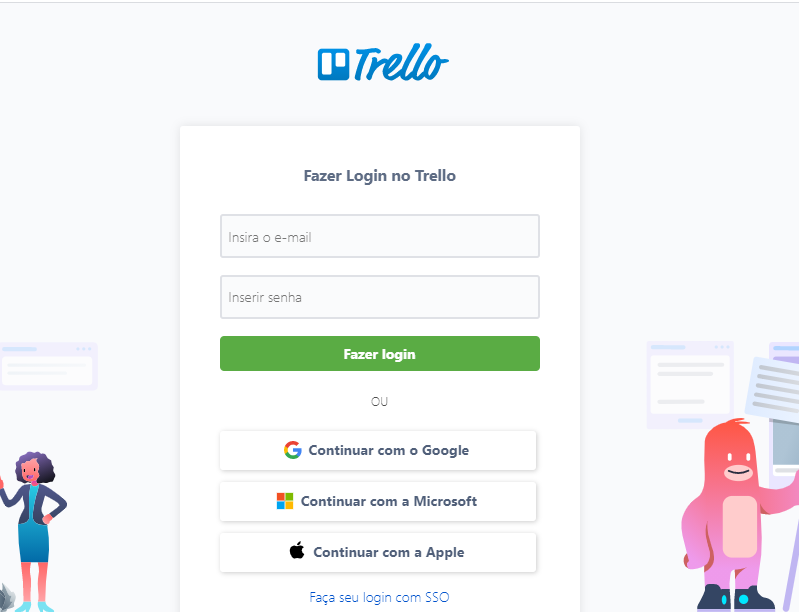 Trello
Fazer Login no Trello
Insira o e-mail
Inserir senha
Fazer login
OU
Continuar com o Google
Continuar com a Microsoft
Continuar com a Apple
Faça seu login com SSO